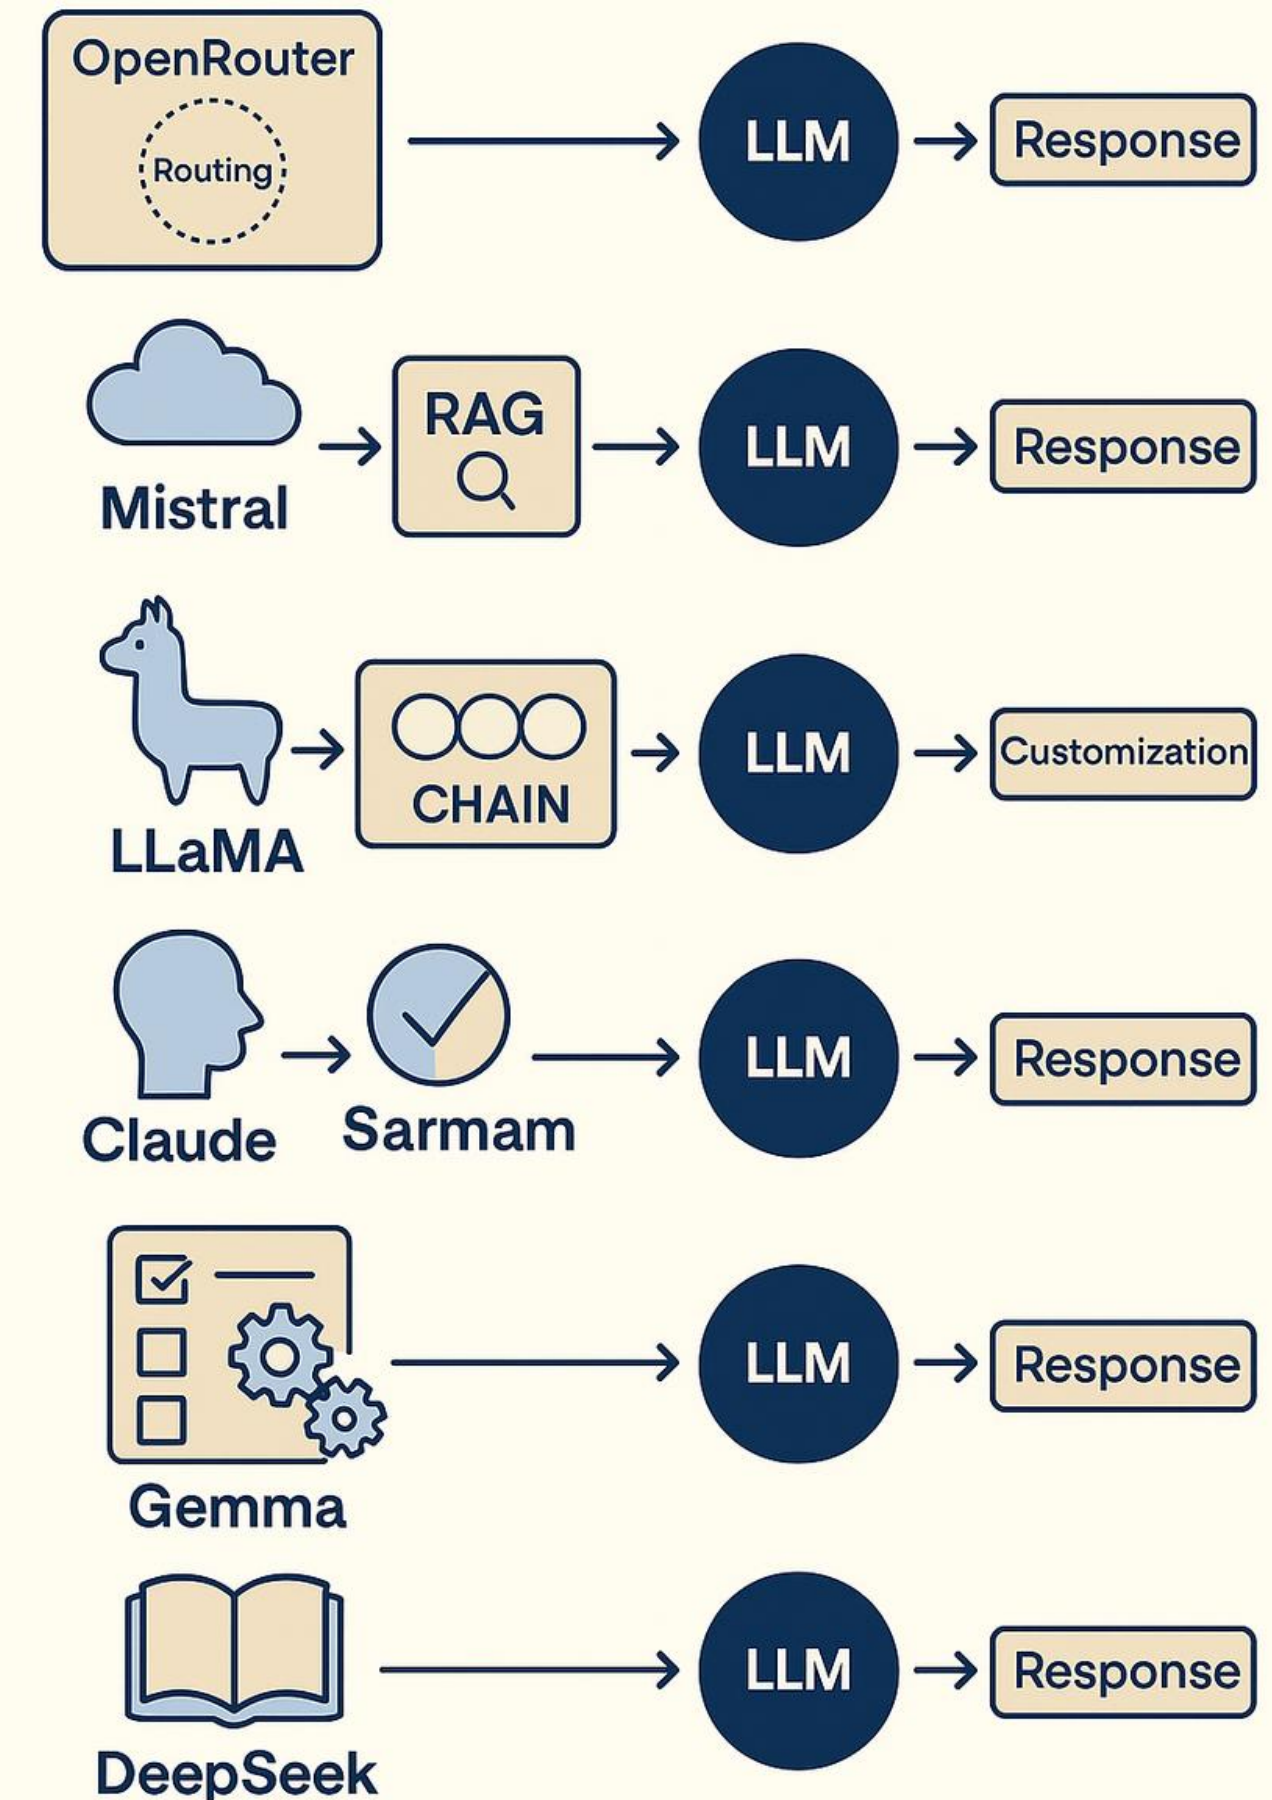 OpenRouter
Routing
LLM
Response
Mistral
RAG
LLM
Response
LLaMA
CHAIN
LLM
Customization
Claude
Sarmam
LLM
Response
Gemma
LLM
Response
DeepSeek
LLM
Response